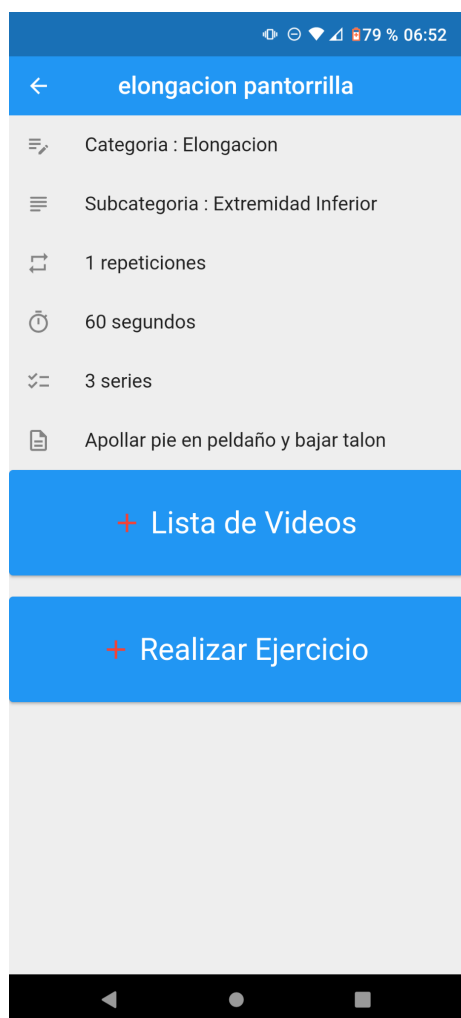 79 % 06:52
elongacion pantorrilla
Categoria : Elongacion
Subcategoria : Extremidad Inferior
1 repeticiones
60 segundos
3 series
Apollar pie en peldaño y bajar talon
+ Lista de Videos
+ Realizar Ejercicio